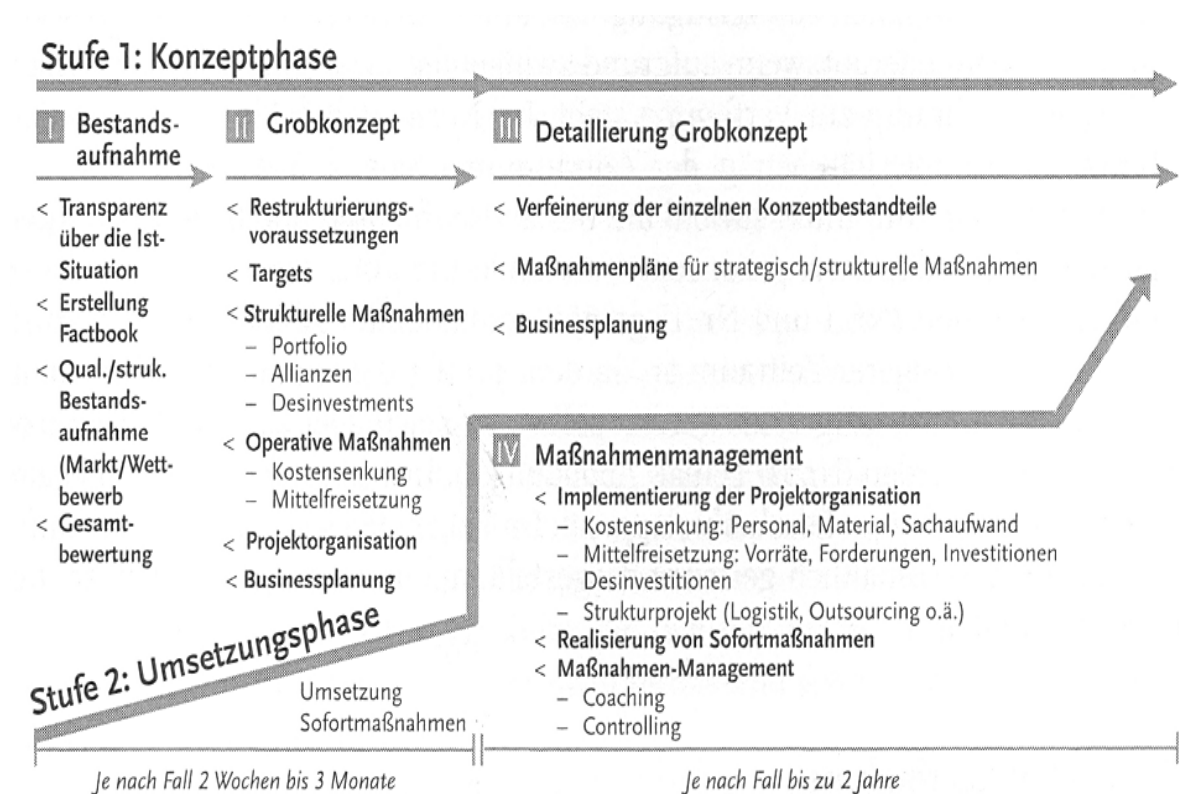 Stufe 1: Konzeptphase
I Bestands-
aufnahme
< Transparenz
über die Ist-
Situation
< Erstellung
Factbook
< Qual./struk.
Bestands-
aufnahme
(Markt/Wett-
bewerb
< Gesamt-
bewertung
II Grobkonzept
< Restrukturierungs-
voraussetzungen
< Targets
< Strukturelle Maßnahmen
– Portfolio
– Allianzen
– Desinvestments
< Operative Maßnahmen
– Kostensenkung
– Mittelfreisetzung
< Projektorganisation
< Businessplanung
III Detaillierung Grobkonzept
< Verfeinerung der einzelnen Konzeptbestandteile
< Maßnahmenpläne für strategisch/strukturelle Maßnahmen
< Businessplanung
IV Maßnahmenmanagement
< Implementierung der Projektorganisation
– Kostensenkung: Personal, Material, Sachaufwand
– Mittelfreisetzung: Vorräte, Forderungen, Investitionen
Desinvestitionen
– Strukturprojekt (Logistik, Outsourcing o.ä.)
< Realisierung von Sofortmaßnahmen
< Maßnahmen-Management
– Coaching
– Controlling
Stufe 2: Umsetzungsphase
Umsetzung
Sofortmaßnahmen
Je nach Fall 2 Wochen bis 3 Monate
Je nach Fall bis zu 2 Jahre